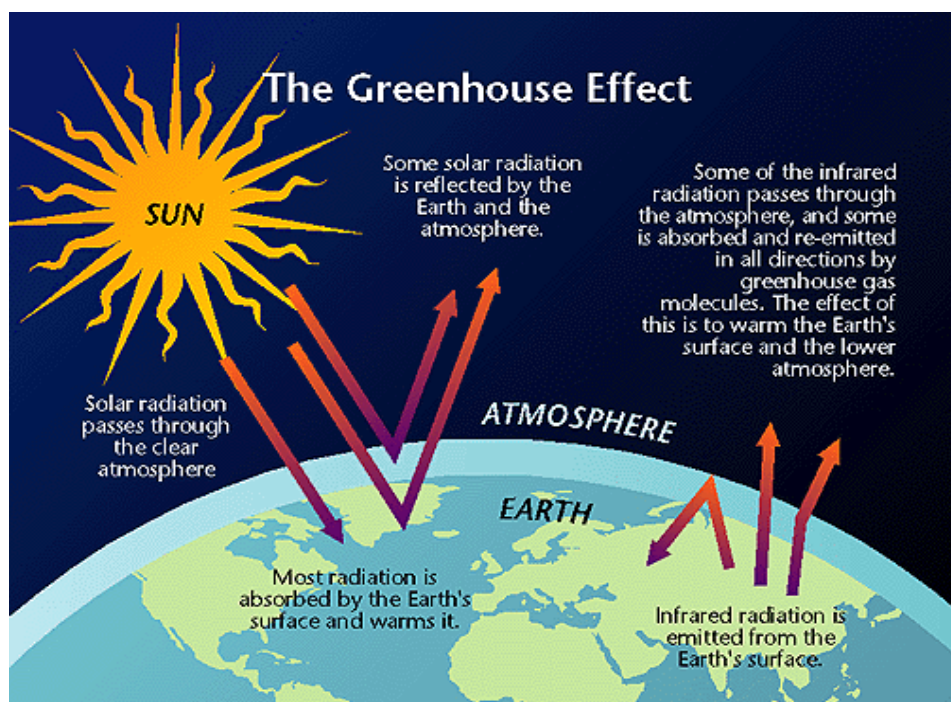 The Greenhouse Effect
SUN
Some solar radiation
is reflected by the
Earth and the
atmosphere.
Some of the infrared
radiation passes through
the atmosphere, and some
is absorbed and re-emitted
in all directions by
greenhouse gas
molecules. The effect of
this is to warm the Earth's
surface and the lower
atmosphere.
Solar radiation
passes through
the clear
atmosphere
ATMOSPHERE
EARTH
Most radiation is
absorbed by the Earth's
surface and warms it.
Infrared radiation is
emitted from the
Earth's surface.